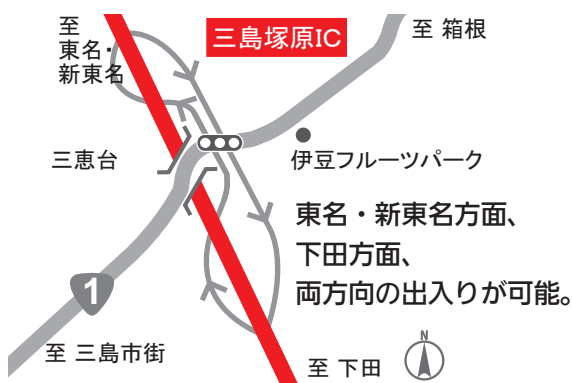 至
東名・
新東名
三島塚原IC
至 箱根
三恵台
伊豆フルーツパーク
東名・新東名方面、
下田方面、
両方向の出入りが可能。
1
至 三島市街
至 下田
N